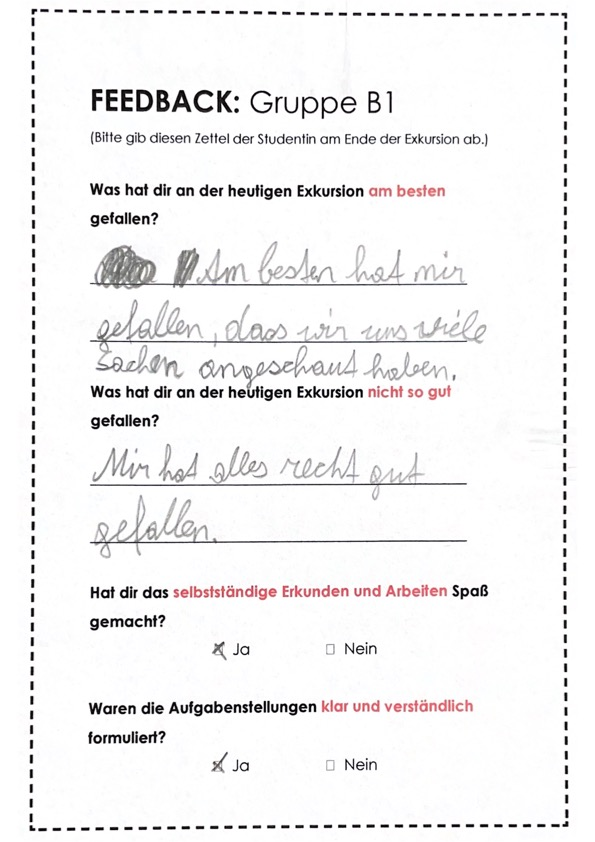 FEEDBACK: Gruppe B1
(Bitte gib diesen Zettel der Studentin am Ende der Exkursion ab.)
Was hat dir an der heutigen Exkursion am besten
gefallen?
Am besten hat mir
gefallen, dass wir uns viele
Sachen angeschaut haben.
Was hat dir an der heutigen Exkursion nicht so gut
gefallen?
Mir hat alles recht gut
gefallen.
Hat dir das selbstständige Erkunden und Arbeiten Spaß
gemacht?
Ja Nein
Waren die Aufgabenstellungen klar und verständlich
formuliert?
Ja Nein